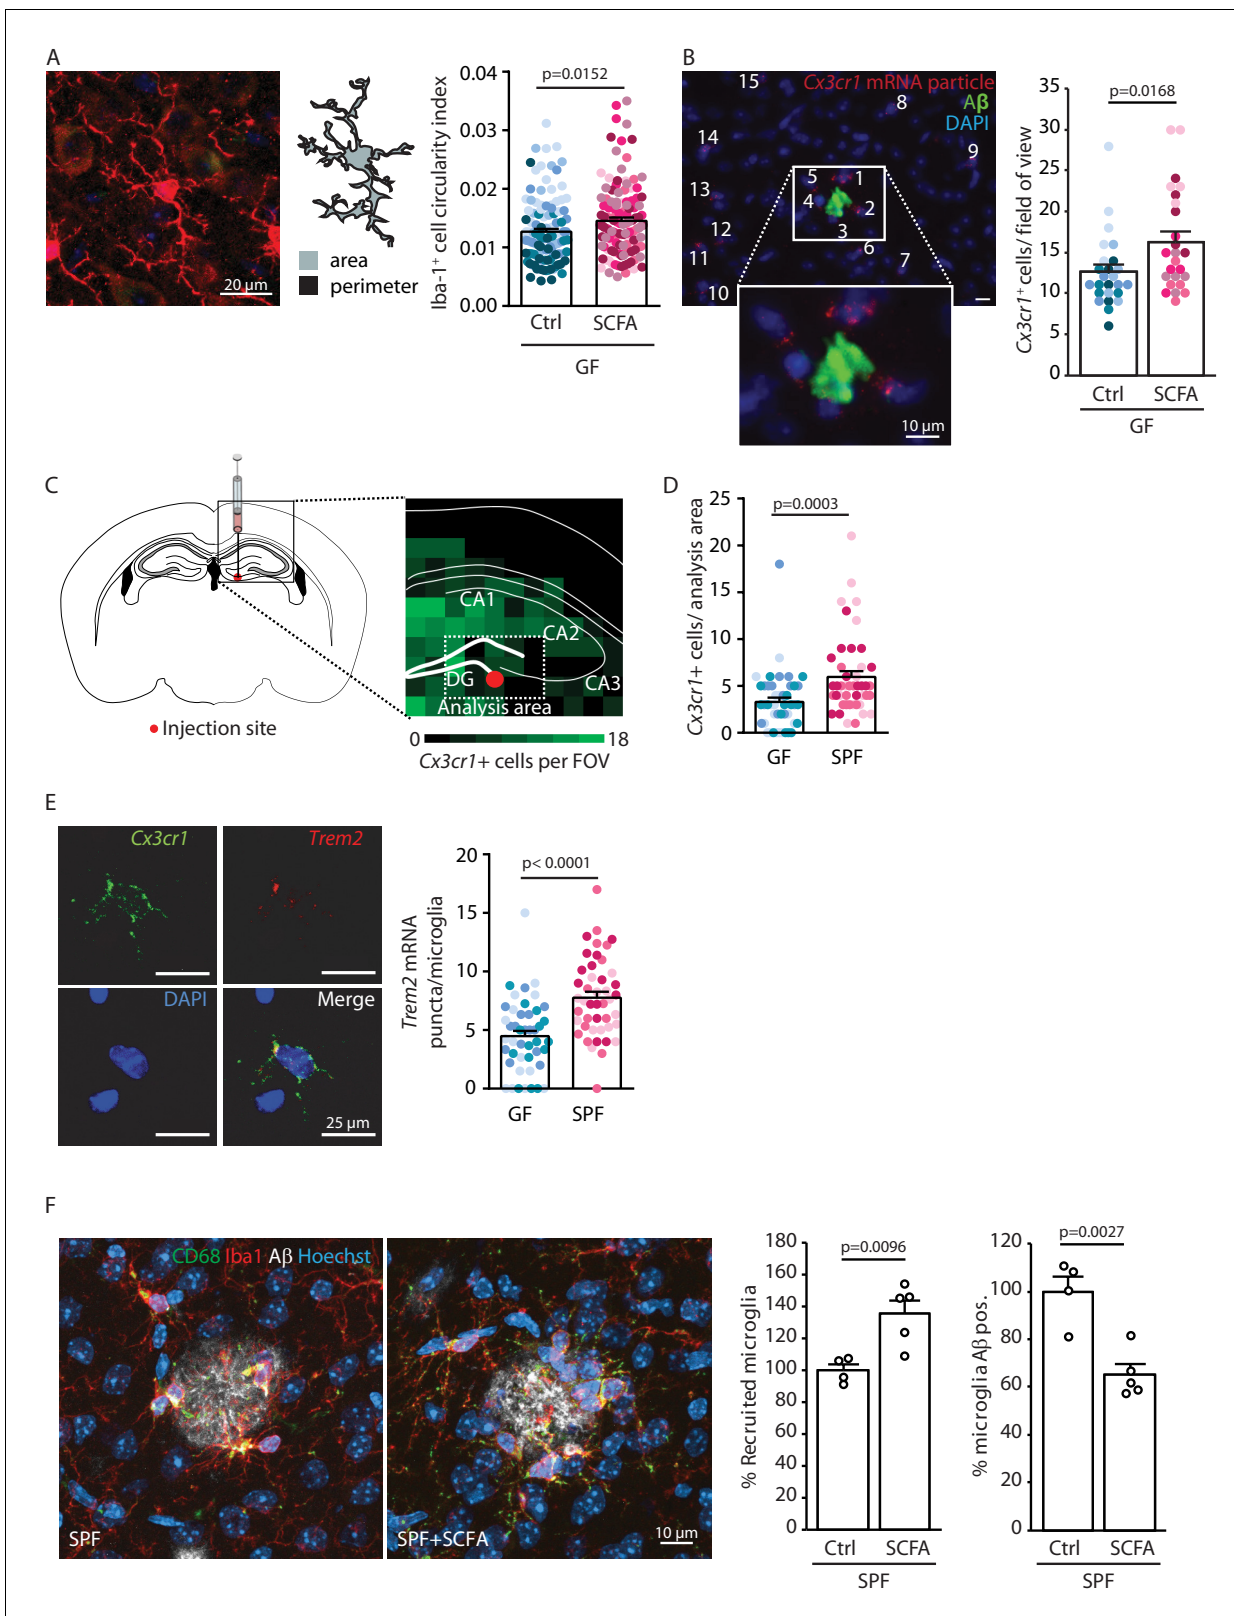 A
20 µm
area
perimeter
Iba-1+ cell circularity index
0.04
0.03
0.02
0.01
0.00
p=0.0152
Ctrl
SCFA
GF
B
Cx3cr1 mRNA particle
Aβ
DAPI
15
8
14
9
5
1
13
4
2
12
3
6
11
7
10
10 µm
Cx3cr1+ cells/ field of view
35
30
25
20
15
10
5
0
p=0.0168
Ctrl
SCFA
GF
C
Injection site
CA1
CA2
DG
CA3
Analysis area
0
18
Cx3cr1+ cells per FOV
D
Cx3cr1+ cells/ analysis area
25
20
15
10
5
0
p=0.0003
GF
SPF
E
Cx3cr1
Trem2
DAPI
Merge
25 µm
Trem2 mRNA
puncta/microglia
20
15
10
5
0
p< 0.0001
GF
SPF
F
CD68 Iba1 Aβ Hoechst
SPF
SPF+SCFA
10 µm
% Recruited microglia
180
160
140
120
100
80
60
40
20
0
p=0.0096
Ctrl
SCFA
SPF
% microglia Aβ pos.
120
100
80
60
40
20
0
p=0.0027
Ctrl
SCFA
SPF